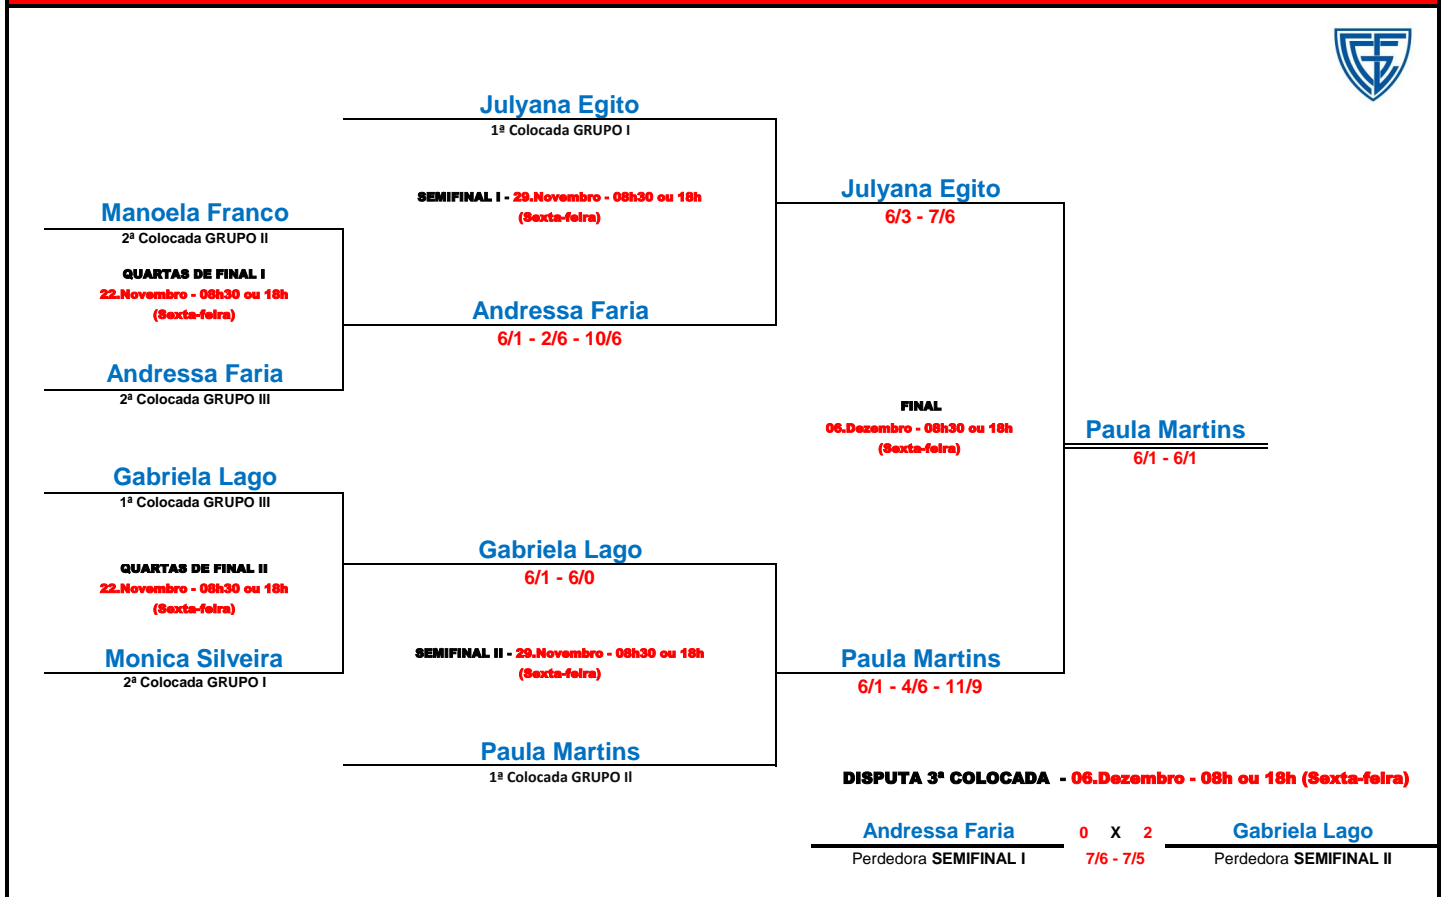 Julyana Egito
1ª Colocada GRUPO I
SEMIFINAL I - 29.Novembro - 08h30 ou 18h
(Sexta-feira)
Julyana Egito
6/3 - 7/6
Manoela Franco
2ª Colocada GRUPO II
QUARTAS DE FINAL I
22.Novembro - 08h30 ou 18h
(Sexta-feira)
Andressa Faria
6/1 - 2/6 - 10/6
Andressa Faria
2ª Colocada GRUPO III
FINAL
06.Dezembro - 08h30 ou 18h
(Sexta-feira)
Paula Martins
6/1 - 6/1
Gabriela Lago
1ª Colocada GRUPO III
QUARTAS DE FINAL II
22.Novembro - 08h30 ou 18h
(Sexta-feira)
Gabriela Lago
6/1 - 6/0
Monica Silveira
2ª Colocada GRUPO I
SEMIFINAL II - 29.Novembro - 08h30 ou 18h
(Sexta-feira)
Paula Martins
6/1 - 4/6 - 11/9
Paula Martins
1ª Colocada GRUPO II
DISPUTA 3ª COLOCADA - 06.Dezembro - 08h ou 18h (Sexta-feira)
Andressa Faria 0 X 2 Gabriela Lago
Perdedora SEMIFINAL I 7/6 - 7/5 Perdedora SEMIFINAL II